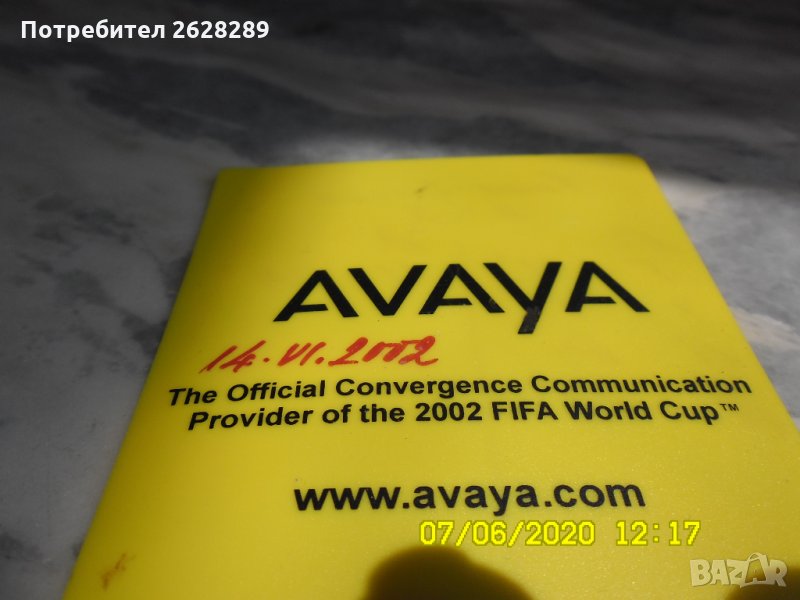 Потребител 2628289
AVAYA
14.VI.2002
The Official Convergence Communication
Provider of the 2002 FIFA World Cup™
www.avaya.com
07/06/2020 12:17
BAZAR